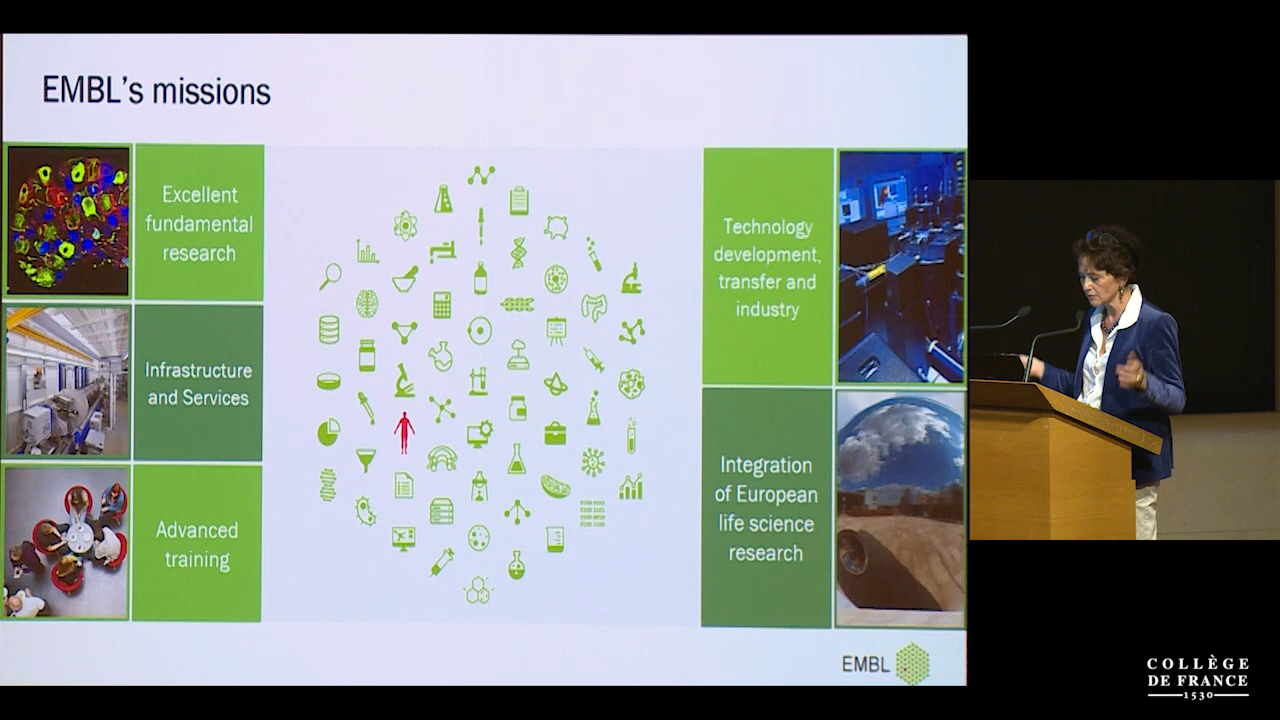 EMBL's missions
Excellent
fundamental
research
Infrastructure
and Services
Advanced
training
Technology
development,
transfer and
industry
Integration
of European
life science
research
EMBL
COLLÈGE
DE FRANCE
1530